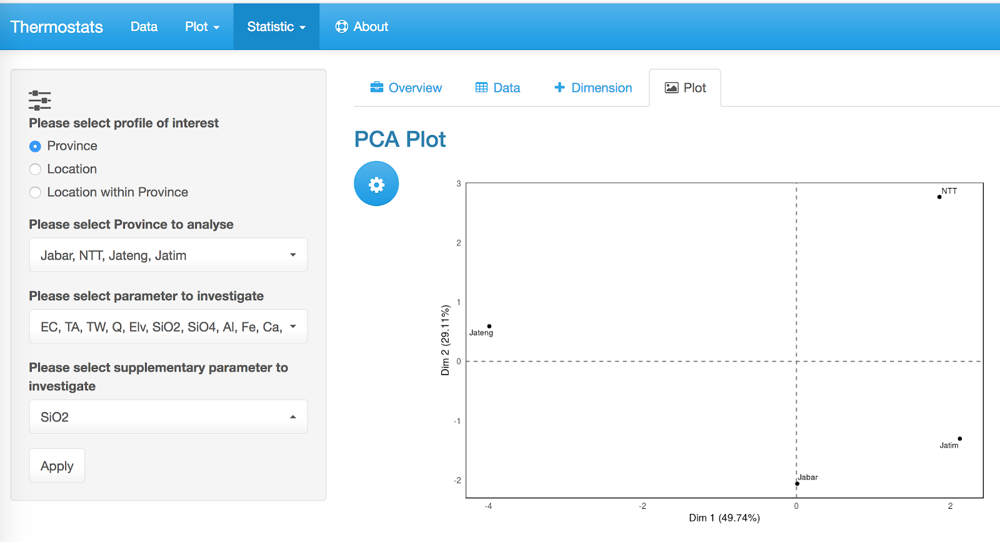 Thermostats Data Plot Statistic About
Please select profile of interest
Province
Location
Location within Province
Please select Province to analyse
Jabar, NTT, Jateng, Jatim
Please select parameter to investigate
EC, TA, TW, Q, Elv, SiO2, SiO4, Al, Fe, Ca,
Please select supplementary parameter to
investigate
SiO2
Apply
Overview Data Dimension Plot
PCA Plot
3
2
1
0
-1
-2
Dim 2 (29.11%)
NTT
Jateng
Jatim
Jabar
-4 -2 0 2
Dim 1 (49.74%)